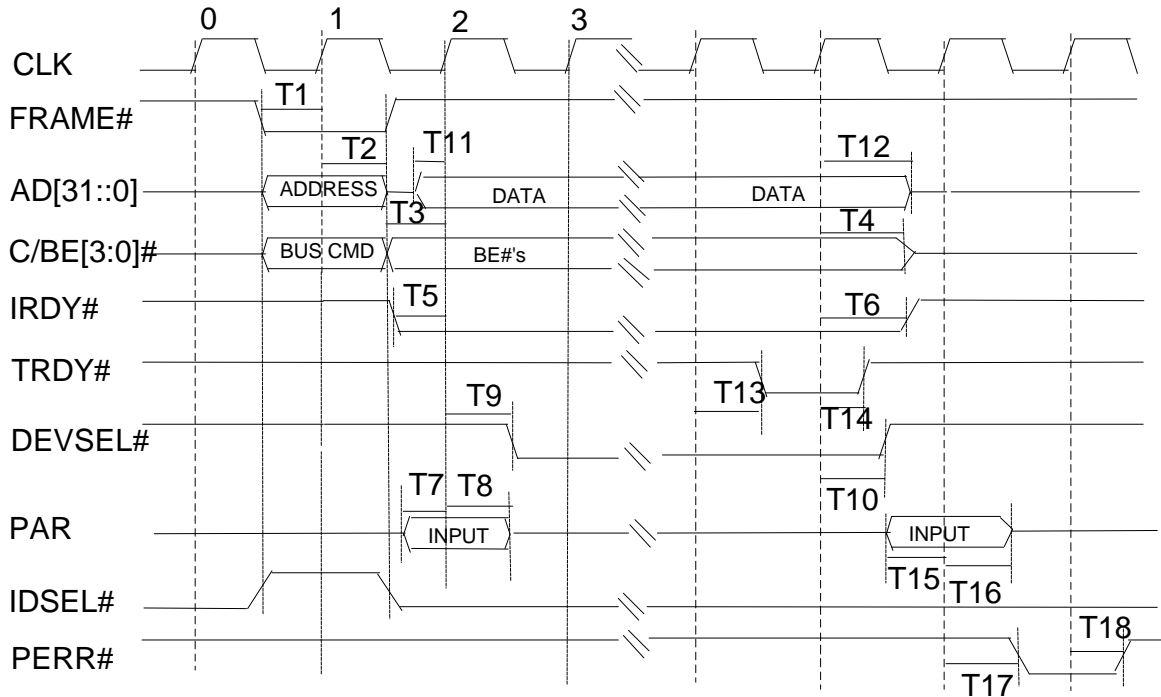 0 1 2 3
CLK
T1
FRAME#
T2 T11 T12
AD[31::0] ADDRESS DATA DATA
T3 T4
C/BE[3:0]# BUS CMD BE#'s
T5 T6
IRDY#
TRDY#
T9 T13 T14
DEVSEL#
T7 T8 T10
PAR INPUT INPUT
T15 T16
IDSEL#
T18
PERR#
T17